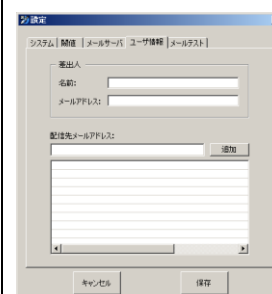 設定
システム 閾値 メールサーバ ユーザ情報 メールテスト
差出人
名前:
メールアドレス:
配信先メールアドレス:
追加
キャンセル 保存